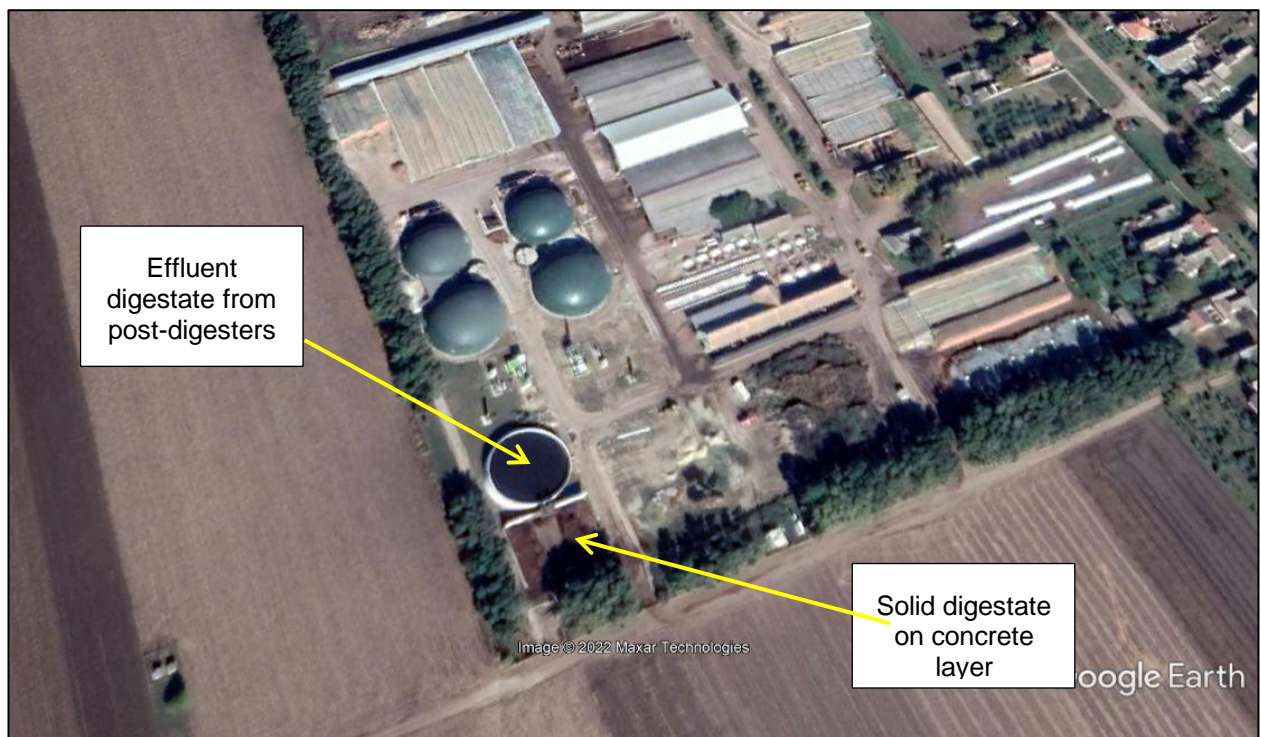 Effluent
digestate from
post-digesters
Solid digestate
on concrete
layer
Image © 2022 Maxar Technologies
oogle Earth